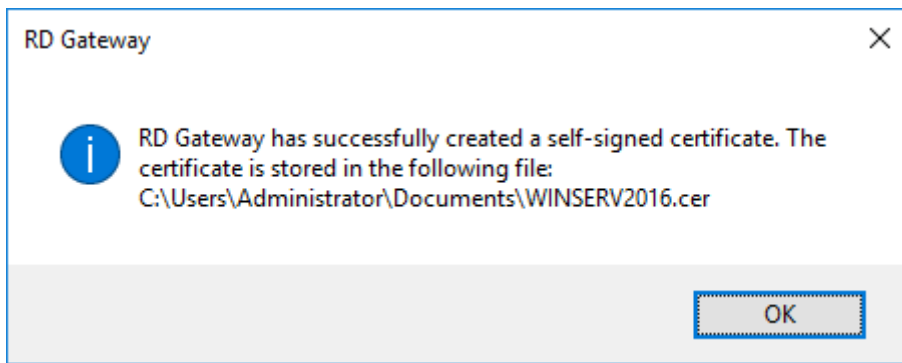 RD Gateway
RD Gateway has successfully created a self-signed certificate. The
certificate is stored in the following file:
C:\Users\Administrator\Documents\WINSERV2016.cer
OK